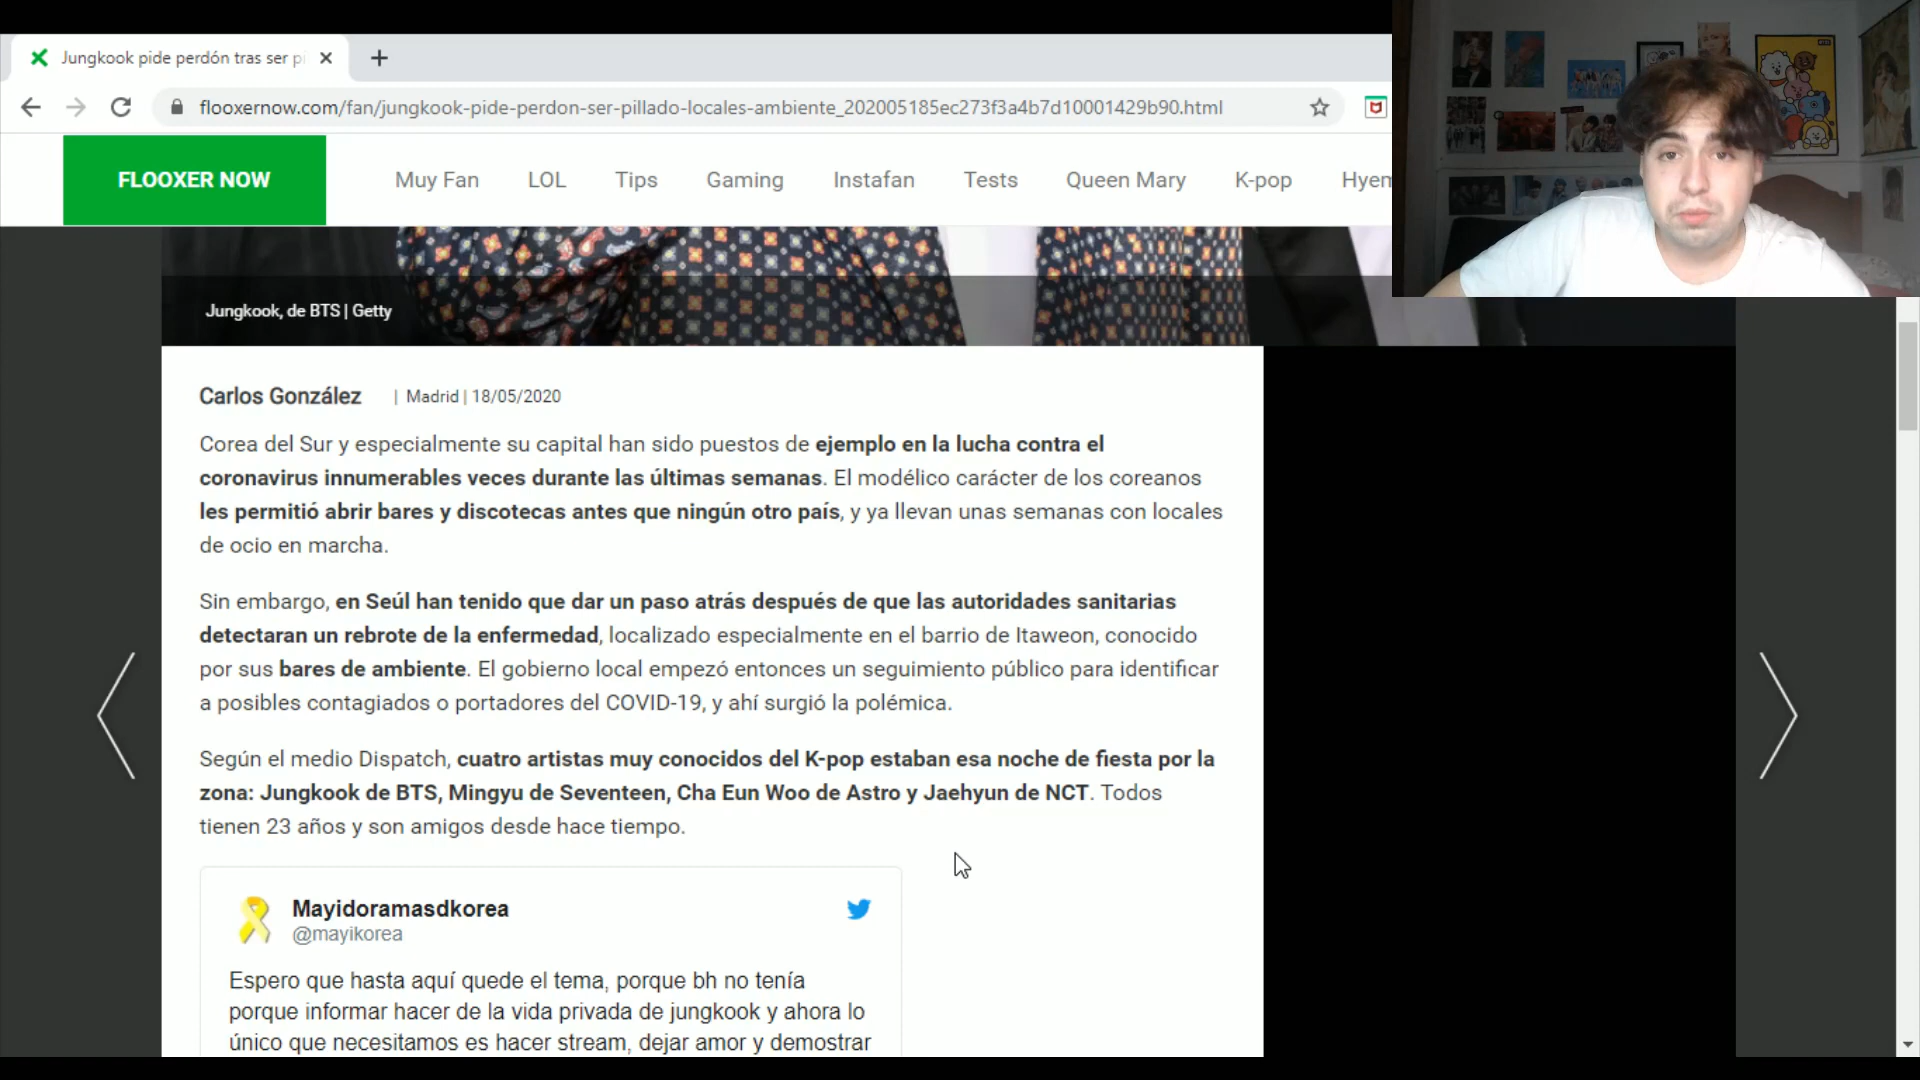 Jungkook pide perdón tras ser pi
flooxernow.com/fan/jungkook-pide-perdon-ser-pillado-locales-ambiente_202005185ec273f3a4b7d10001429b90.html
FLOOXER NOW
Muy Fan
LOL
Tips
Gaming
Instafan
Tests
Queen Mary
K-pop
Hyem
Jungkook, de BTS | Getty
Carlos González | Madrid | 18/05/2020
Corea del Sur y especialmente su capital han sido puestos de ejemplo en la lucha contra el
coronavirus innumerables veces durante las últimas semanas. El modélico carácter de los coreanos
les permitió abrir bares y discotecas antes que ningún otro país, y ya llevan unas semanas con locales
de ocio en marcha.
Sin embargo, en Seúl han tenido que dar un paso atrás después de que las autoridades sanitarias
detectaran un rebrote de la enfermedad, localizado especialmente en el barrio de Itaweon, conocido
por sus bares de ambiente. El gobierno local empezó entonces un seguimiento público para identificar
a posibles contagiados o portadores del COVID-19, y ahí surgió la polémica.
Según el medio Dispatch, cuatro artistas muy conocidos del K-pop estaban esa noche de fiesta por la
zona: Jungkook de BTS, Mingyu de Seventeen, Cha Eun Woo de Astro y Jaehyun de NCT. Todos
tienen 23 años y son amigos desde hace tiempo.
Mayidoramasdkorea
@mayikorea
Espero que hasta aquí quede el tema, porque bh no tenía
porque informar hacer de la vida privada de jungkook y ahora lo
único que necesitamos es hacer stream, dejar amor y demostrar